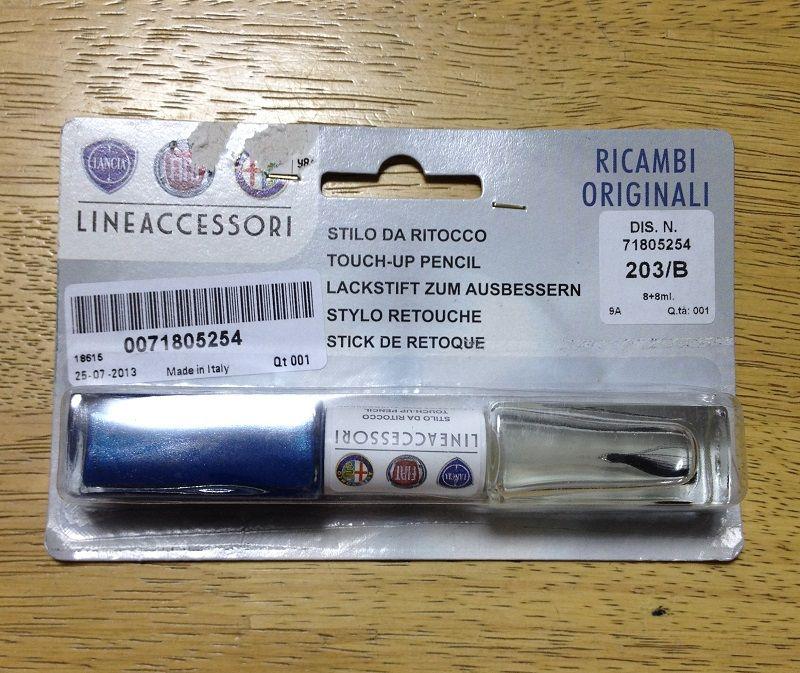 LANCIA
LINEACCESSORI
RICAMBI
ORIGINALI
STILO DA RITOCCO
TOUCH-UP PENCIL
LACKSTIFT ZUM AUSBESSERN
STYLO RETOUCHE
STICK DE RETOQUE
DIS. N.
71805254
203/B
8+8ml.
9A Q.tà: 001
0071805254
18615
25-07-2013 Made in Italy Qt 001
STILO DA RITOCCO
TOUCH-UP PENCIL
LINEACCESSORI
LANCIA
FIAT